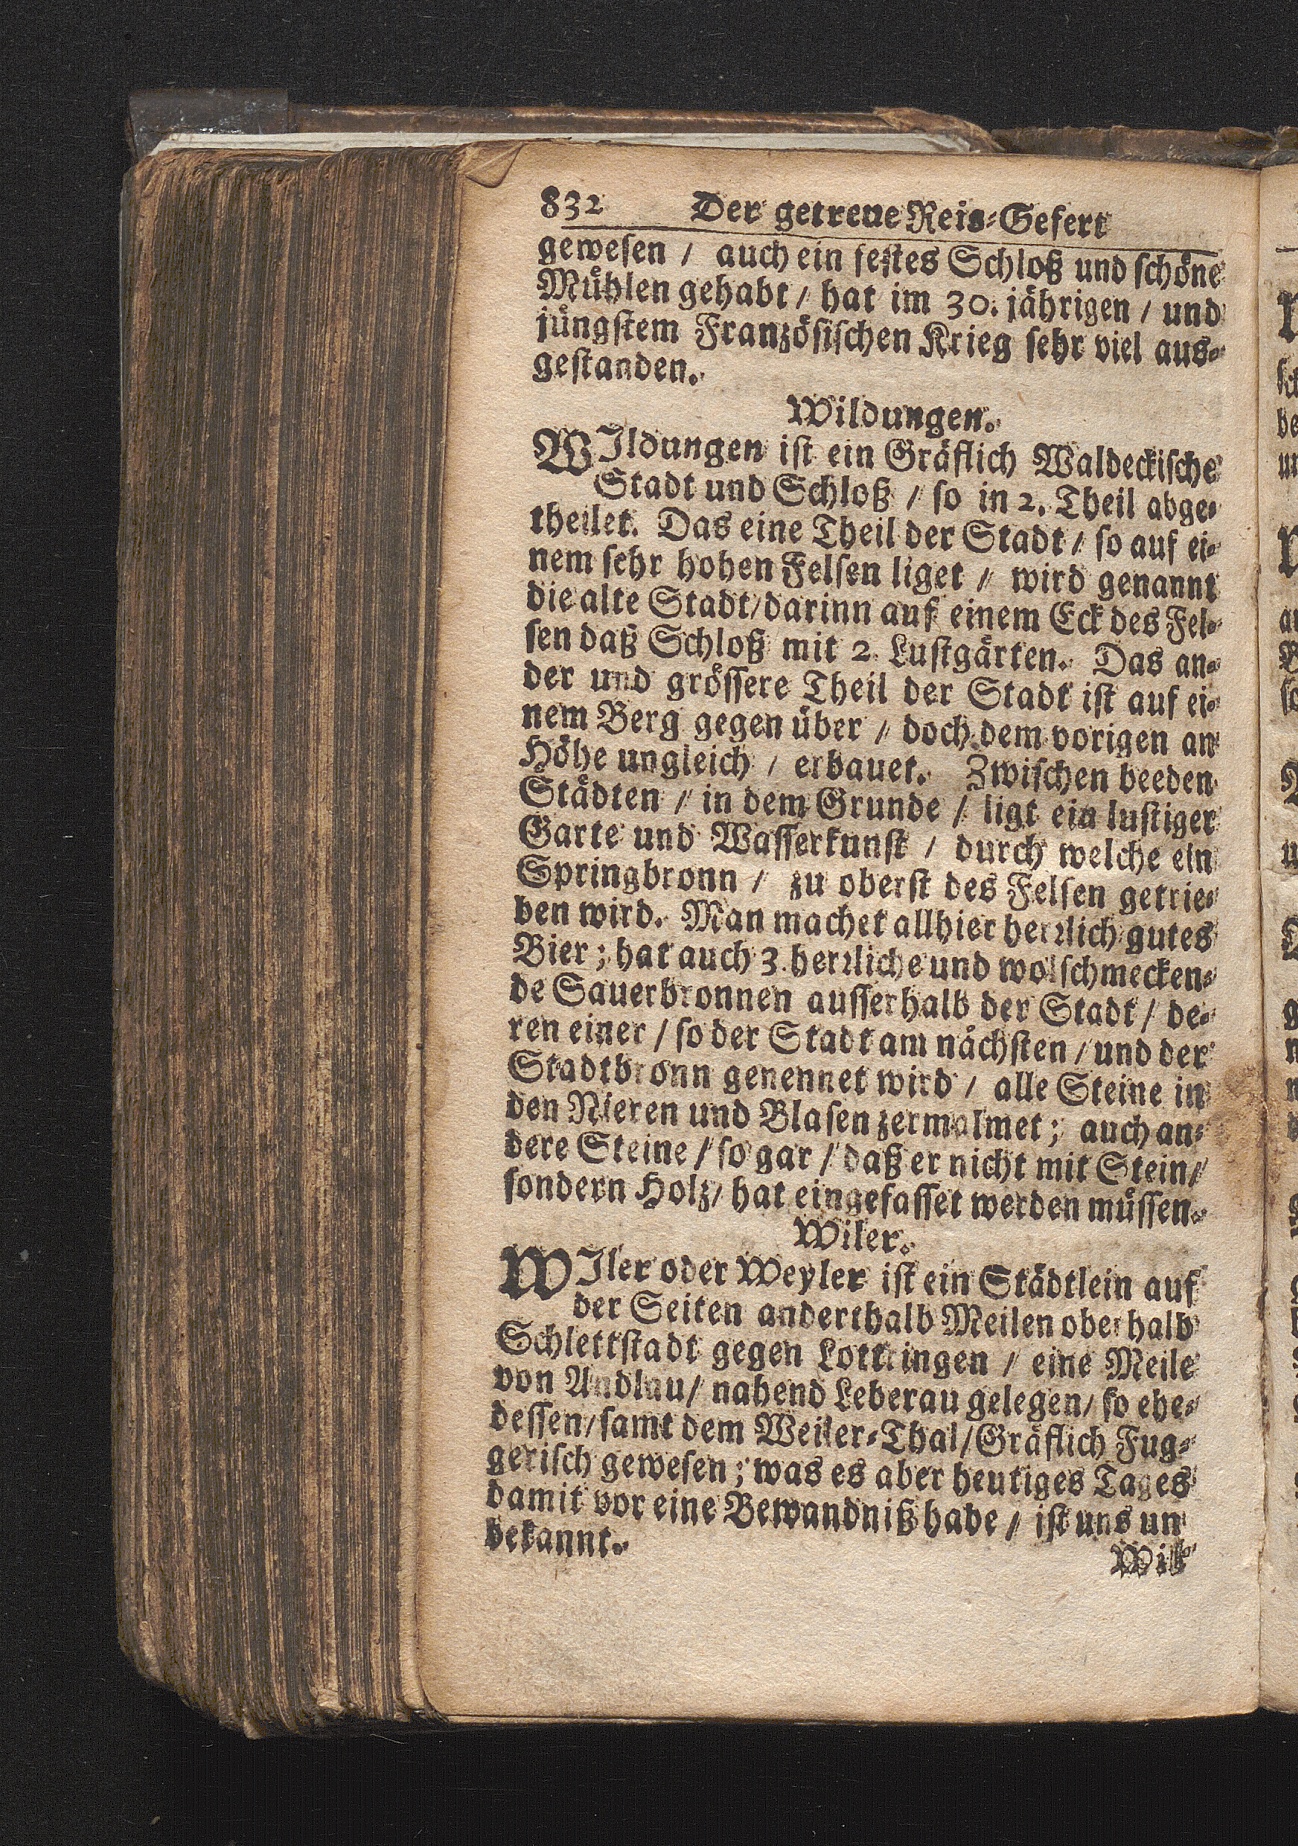 832 Der getreue Reis-Gefert
gewesen / auch ein festes Schloß und schöne
Mühlen gehabt / hat im 30. jährigen / und
jüngstem Französischen Krieg sehr viel aus-
gestanden.
Wildungen.
WIldungen ist ein Gräflich Waldeckische
Stadt und Schloß / so in 2. Theil abge-
theilet. Das eine Theil der Stadt / so auf ei-
nem sehr hohen Felsen liget / wird genannt
die alte Stadt / darinn auf einem Eck des Fel-
sen daß Schloß mit 2. Lustgärten. Das an-
der und grössere Theil der Stadt ist auf ei-
nem Berg gegen über / doch dem vorigen an
Höhe ungleich / erbauet. Zwischen beeden
Städten / in dem Grunde / ligt ein lustiger
Garte und Wasserkunst / durch welche ein
Springbronn / zu oberst des Felsen getrie-
ben wird. Man machet allhier herrlich gutes
Bier; hat auch 3. herrliche und wolschmecken-
de Sauerbronnen ausserhalb der Stadt / de-
ren einer / so der Stadt am nächsten / und der
Stadtbronn genennet wird / alle Steine in
den Nieren und Blasen zermalmet; auch an-
dere Steine / so gar / daß er nicht mit Stein /
sondern Holz / hat eingefasset werden müssen.
Wiler.
WIler oder Weyler ist ein Städtlein auf
der Seiten anderthalb Meilen oberhalb
Schlettstadt gegen Lottringen / eine Meile
von Andlau / nahend Leberau gelegen / so ehe-
dessen / samt dem Weiler-Thal / Gräflich Fug-
gerisch gewesen; was es aber heutiges Tages
damit vor eine Bewandniß habe / ist uns un
bekannt.
Wil-